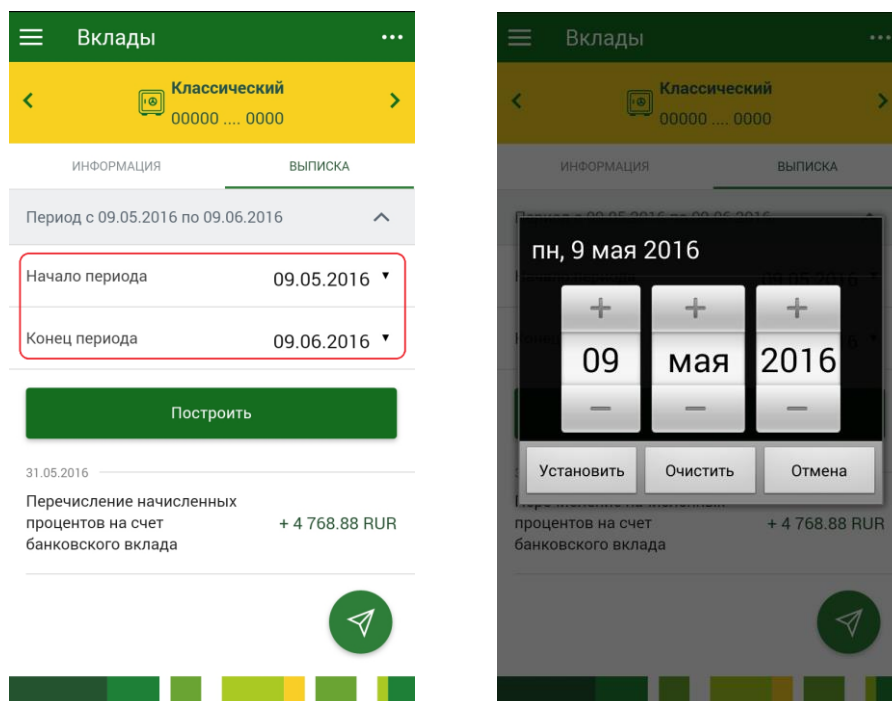 Вклады
Классический
00000 .... 0000
ИНФОРМАЦИЯ
ВЫПИСКА
Период с 09.05.2016 по 09.06.2016
Начало периода
09.05.2016
Конец периода
09.06.2016
Построить
31.05.2016
Перечисление начисленных
процентов на счет
банковского вклада
+ 4 768.88 RUR
Вклады
Классический
00000 .... 0000
ИНФОРМАЦИЯ
ВЫПИСКА
пн, 9 мая 2016
09
мая
2016
Установить
Очистить
Отмена
процентов на счет
банковского вклада
+ 4 768.88 RUR